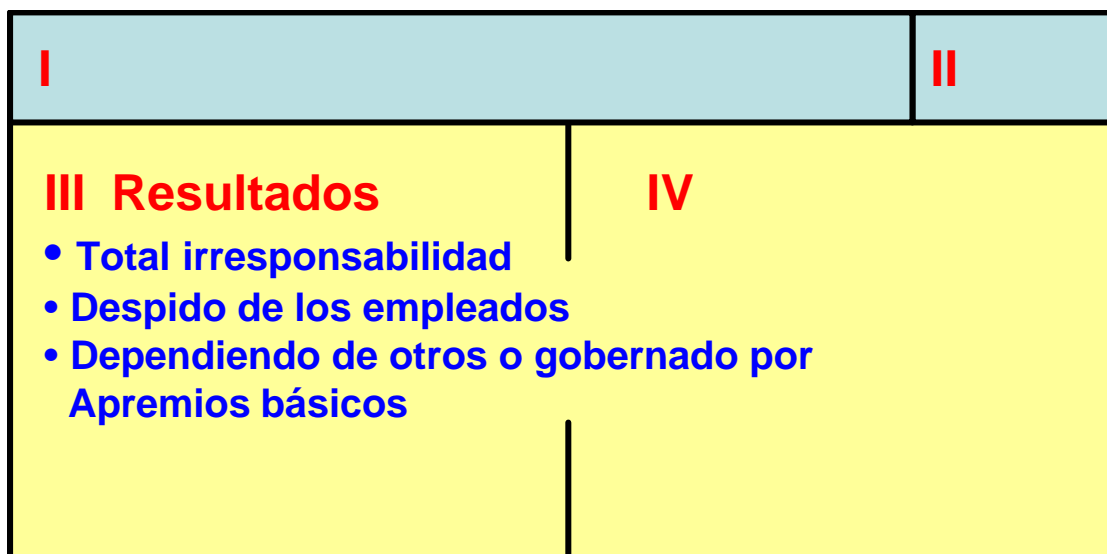 I
II
III Resultados
IV
• Total irresponsabilidad
• Despido de los empleados
• Dependiendo de otros o gobernado por
Apremios básicos